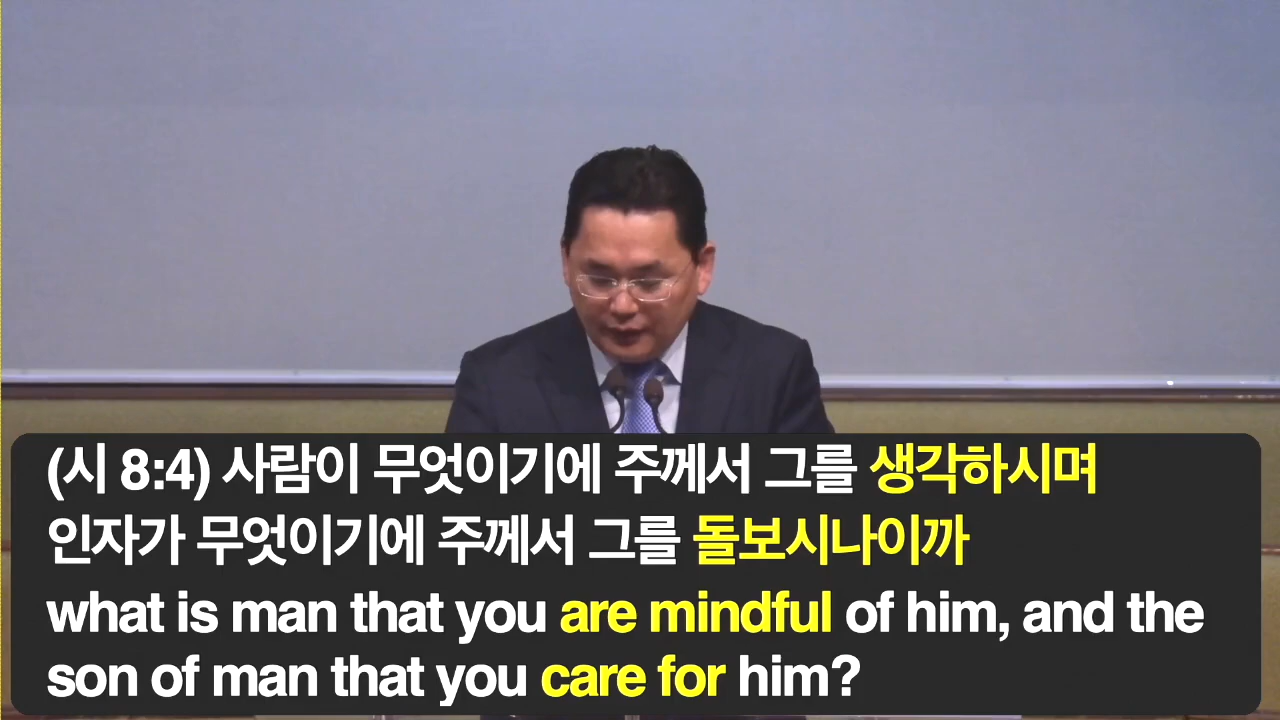 (시 8:4) 사람이 무엇이기에 주께서 그를 생각하시며
인자가 무엇이기에 주께서 그를 돌보시나이까
what is man that you are mindful of him, and the
son of man that you care for him?